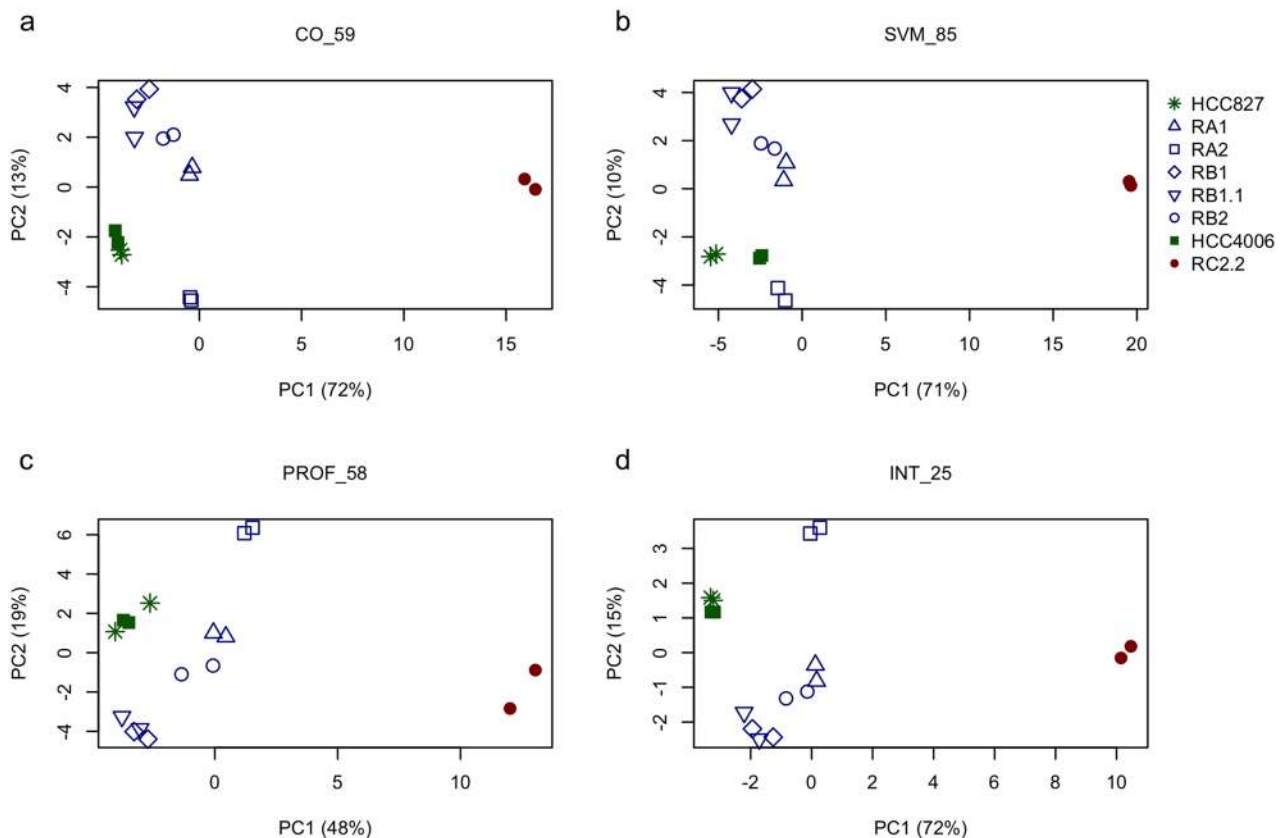 a
CO_59
PC2 (13%)
4
2
0
-2
-4
0 5 10 15
PC1 (72%)
b
SVM_85
PC2 (10%)
4
2
0
-2
-4
-5 0 5 10 15 20
PC1 (71%)
HCC827
RA1
RA2
RB1
RB1.1
RB2
HCC4006
RC2.2
c
PROF_58
PC2 (19%)
6
4
2
0
-2
-4
0 5 10
PC1 (48%)
d
INT_25
PC2 (15%)
3
2
1
0
-1
-2
-2 0 2 4 6 8 10
PC1 (72%)